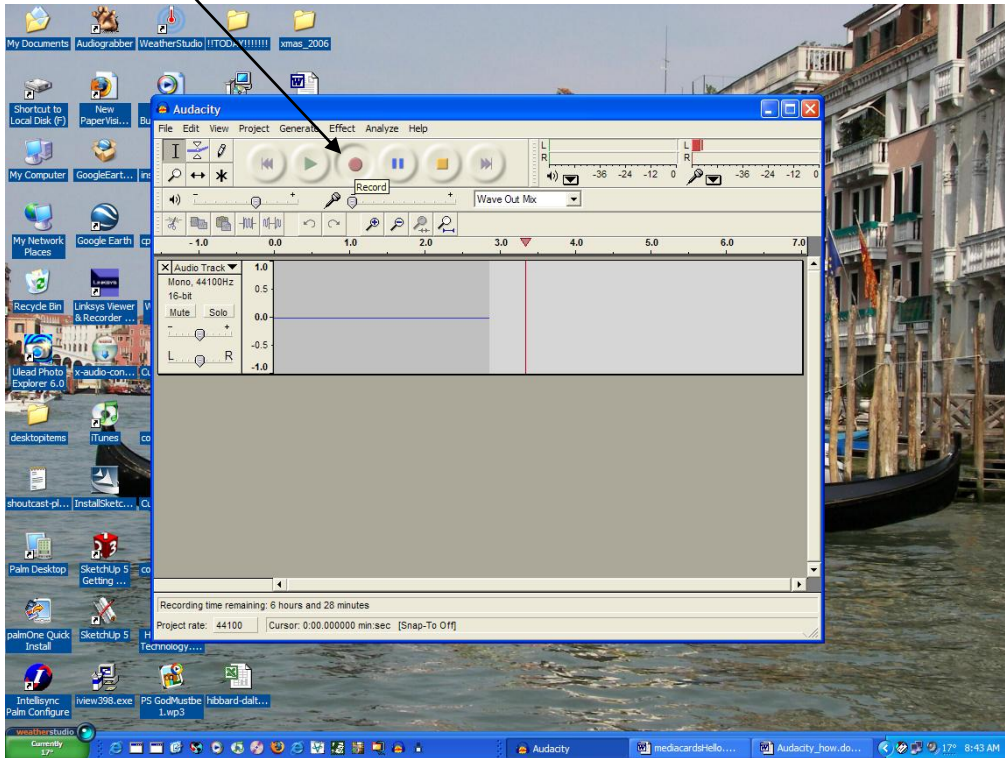 My Documents
Audiograbber
WeatherStudio
!!TODAY!!!!!!!
xmas_2006
Shortcut to
Local Disk (F)
New
PaperVisi...
My Computer
GoogleEart...
My Network
Places
Google Earth
Recycle Bin
Linksys Viewer
& Recorder ...
Ulead Photo
Explorer 6.0
x-audio-con...
desktopitems
iTunes
shoutcast-pl...
InstallSketc...
Palm Desktop
SketchUp 5
Getting ...
palmOne Quick
Install
SketchUp 5
Technology....
Intellisync
Palm Configure
iview398.exe
PS GodMustbe
1.wp3
hibbard-dalt...
Audacity
File Edit View Project Generate Effect Analyze Help
L
R
-36 -24 -12 0
L
R
-36 -24 -12 0
Record
- +
- +
Wave Out Mix
- 1.0 0.0 1.0 2.0 3.0 4.0 5.0 6.0 7.0
X Audio Track
Mono, 44100Hz
16-bit
Mute Solo
- +
L R
1.0
0.5
0.0
-0.5
-1.0
Recording time remaining: 6 hours and 28 minutes
Project rate: 44100 Cursor: 0:00.000000 min:sec [Snap-To Off]
weatherstudio
Currently
17°
Audacity
mediacardsHello....
Audacity_how.do...
17° 8:43 AM